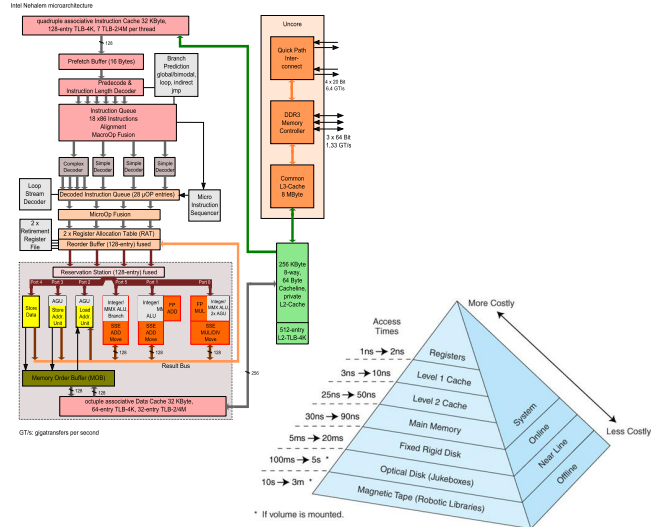 Intel Nehalem microarchitecture
quadruple associative Instruction Cache 32 KByte,
128-entry TLB-4K, 7 TLB-2/4M per thread
128
Prefetch Buffer (16 Bytes)
Predecode &
Instruction Length Decoder
Branch
Prediction
global/bimodal,
loop, indirect
jmp
Instruction Queue
18 x86 Instructions
Alignment
MacroOp Fusion
Complex
Decoder
Simple
Decoder
Simple
Decoder
Simple
Decoder
Loop
Stream
Decoder
Decoded Instruction Queue (28 µOP entries)
MicroOp Fusion
Micro
Instruction
Sequencer
2 x
Retirement
Register
File
2 x Register Allocation Table (RAT)
Reorder Buffer (128-entry) fused
Reservation Station (128-entry) fused
Port 4
Port 3
Port 2
Port 5
Port 1
Port 0
Store
Data
AGU
Store
Addr.
Unit
AGU
Load
Addr.
Unit
Integer/
MMX ALU,
Branch
SSE
ADD
Move
Integer/
MMX
ALU
FP
ADD
SSE
ADD
Move
FP
MUL
Integer/
MMX ALU,
2x AGU
SSE
MUL/DIV
Move
128
128
128
Result Bus
Memory Order Buffer (MOB)
128
128
256
octuple associative Data Cache 32 KByte,
64-entry TLB-4K, 32-entry TLB-2/4M
GT/s: gigatransfers per second
Uncore
Quick Path
Inter-
connect
4 x 20 Bit
6,4 GT/s
DDR3
Memory
Controller
3 x 64 Bit
1,33 GT/s
Common
L3-Cache
8 MByte
256 KByte
8-way,
64 Byte
Cacheline,
private
L2-Cache
512-entry
L2-TLB-4K
More Costly
Less Costly
Access
Times
1ns → 2ns
Registers
3ns → 10ns
Level 1 Cache
25ns → 50ns
Level 2 Cache
30ns → 90ns
Main Memory
5ms → 20ms
Fixed Rigid Disk
100ms → 5s *
Optical Disk (Jukeboxes)
10s → 3m *
Magnetic Tape (Robotic Libraries)
System
Online
Near Line
Offline
* If volume is mounted.